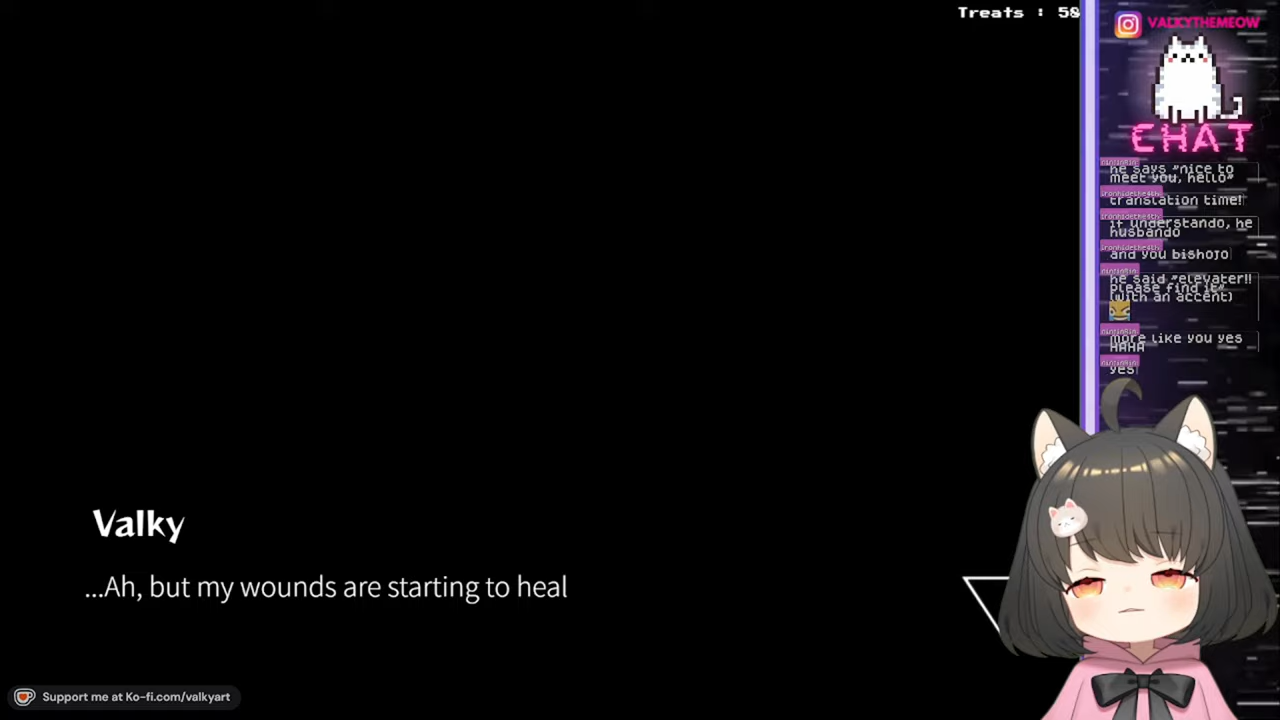 Treats : 58
VALKYTHEMEOW
CHAT
he says "nice to
meet you, hello"
translation time!
if understando, he
husbando
and you bishojo
he said "elevater!!
please find it"
(with an accent)
more like you yes
HAHA
yes
Valky
...Ah, but my wounds are starting to heal
Support me at Ko-fi.com/valkyart